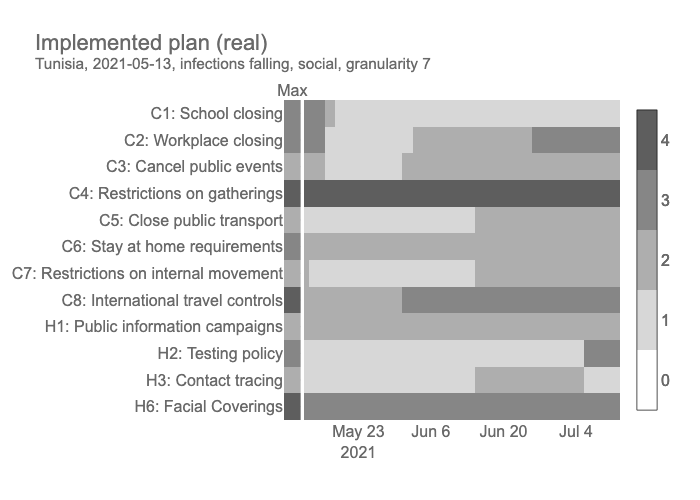 Implemented plan (real)
Tunisia, 2021-05-13, infections falling, social, granularity 7
Max
C1: School closing
C2: Workplace closing
C3: Cancel public events
C4: Restrictions on gatherings
C5: Close public transport
C6: Stay at home requirements
C7: Restrictions on internal movement
C8: International travel controls
H1: Public information campaigns
H2: Testing policy
H3: Contact tracing
H6: Facial Coverings
May 23 Jun 6 Jun 20 Jul 4
2021
4
3
2
1
0